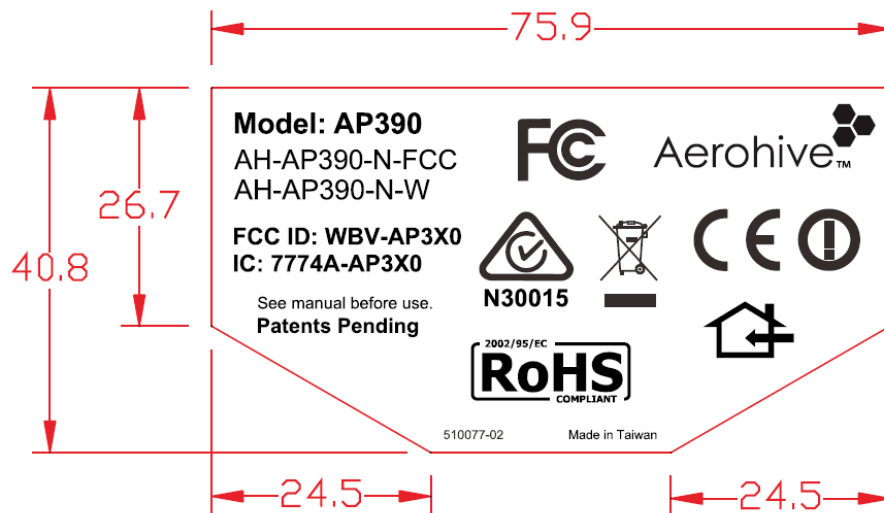 75.9
Model: AP390
AH-AP390-N-FCC
AH-AP390-N-W
FC
Aerohive™
26.7
40.8
FCC ID: WBV-AP3X0
IC: 7774A-AP3X0
N30015
CE
See manual before use.
Patents Pending
2002/95/EC
RoHS
COMPLIANT
510077-02
Made in Taiwan
24.5
24.5